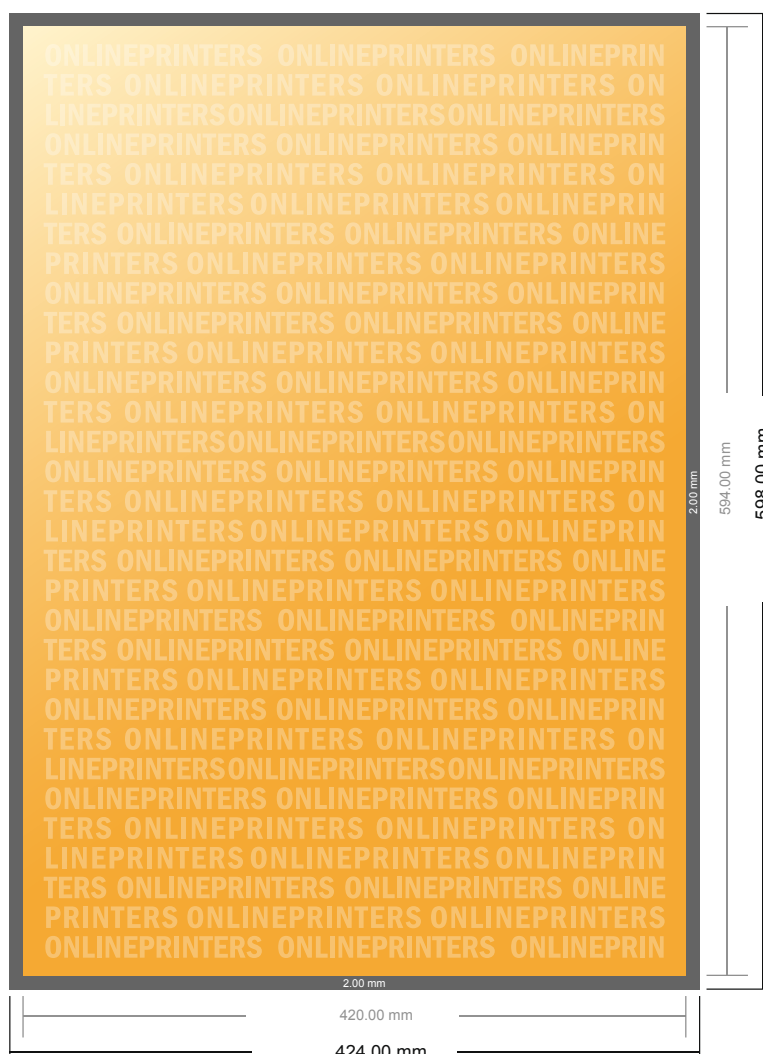 ONLINEPRINTERS ONLINEPRINTERS ONLINEPRIN
TERS ONLINEPRINTERS ONLINEPRINTERS ON
LINEPRINTERSONLINEPRINTERSONLINEPRINTERS
ONLINEPRINTERS ONLINEPRINTERS ONLINEPRIN
TERS ONLINEPRINTERS ONLINEPRINTERS ON
LINEPRINTERS ONLINEPRINTERS ONLINEPRIN
TERS ONLINEPRINTERS ONLINEPRINTERS ONLINE
PRINTERS ONLINEPRINTERS ONLINEPRINTERS
ONLINEPRINTERS ONLINEPRINTERS ONLINEPRIN
TERS ONLINEPRINTERS ONLINEPRINTERS ONLINE
PRINTERS ONLINEPRINTERS ONLINEPRINTERS
ONLINEPRINTERS ONLINEPRINTERS ONLINEPRIN
TERS ONLINEPRINTERS ONLINEPRINTERS ON
LINEPRINTERSONLINEPRINTERSONLINEPRINTERS
ONLINEPRINTERS ONLINEPRINTERS ONLINEPRIN
TERS ONLINEPRINTERS ONLINEPRINTERS ON
LINEPRINTERS ONLINEPRINTERS ONLINEPRIN
TERS ONLINEPRINTERS ONLINEPRINTERS ONLINE
PRINTERS ONLINEPRINTERS ONLINEPRINTERS
ONLINEPRINTERS ONLINEPRINTERS ONLINEPRIN
TERS ONLINEPRINTERS ONLINEPRINTERS ONLINE
PRINTERS ONLINEPRINTERS ONLINEPRINTERS
ONLINEPRINTERS ONLINEPRINTERS ONLINEPRIN
TERS ONLINEPRINTERS ONLINEPRINTERS ON
LINEPRINTERSONLINEPRINTERSONLINEPRINTERS
ONLINEPRINTERS ONLINEPRINTERS ONLINEPRIN
TERS ONLINEPRINTERS ONLINEPRINTERS ON
LINEPRINTERS ONLINEPRINTERS ONLINEPRIN
TERS ONLINEPRINTERS ONLINEPRINTERS ONLINE
PRINTERS ONLINEPRINTERS ONLINEPRINTERS
ONLINEPRINTERS ONLINEPRINTERS ONLINEPRIN
2.00 mm
594.00 mm
598.00 mm
2.00 mm
420.00 mm
424.00 mm